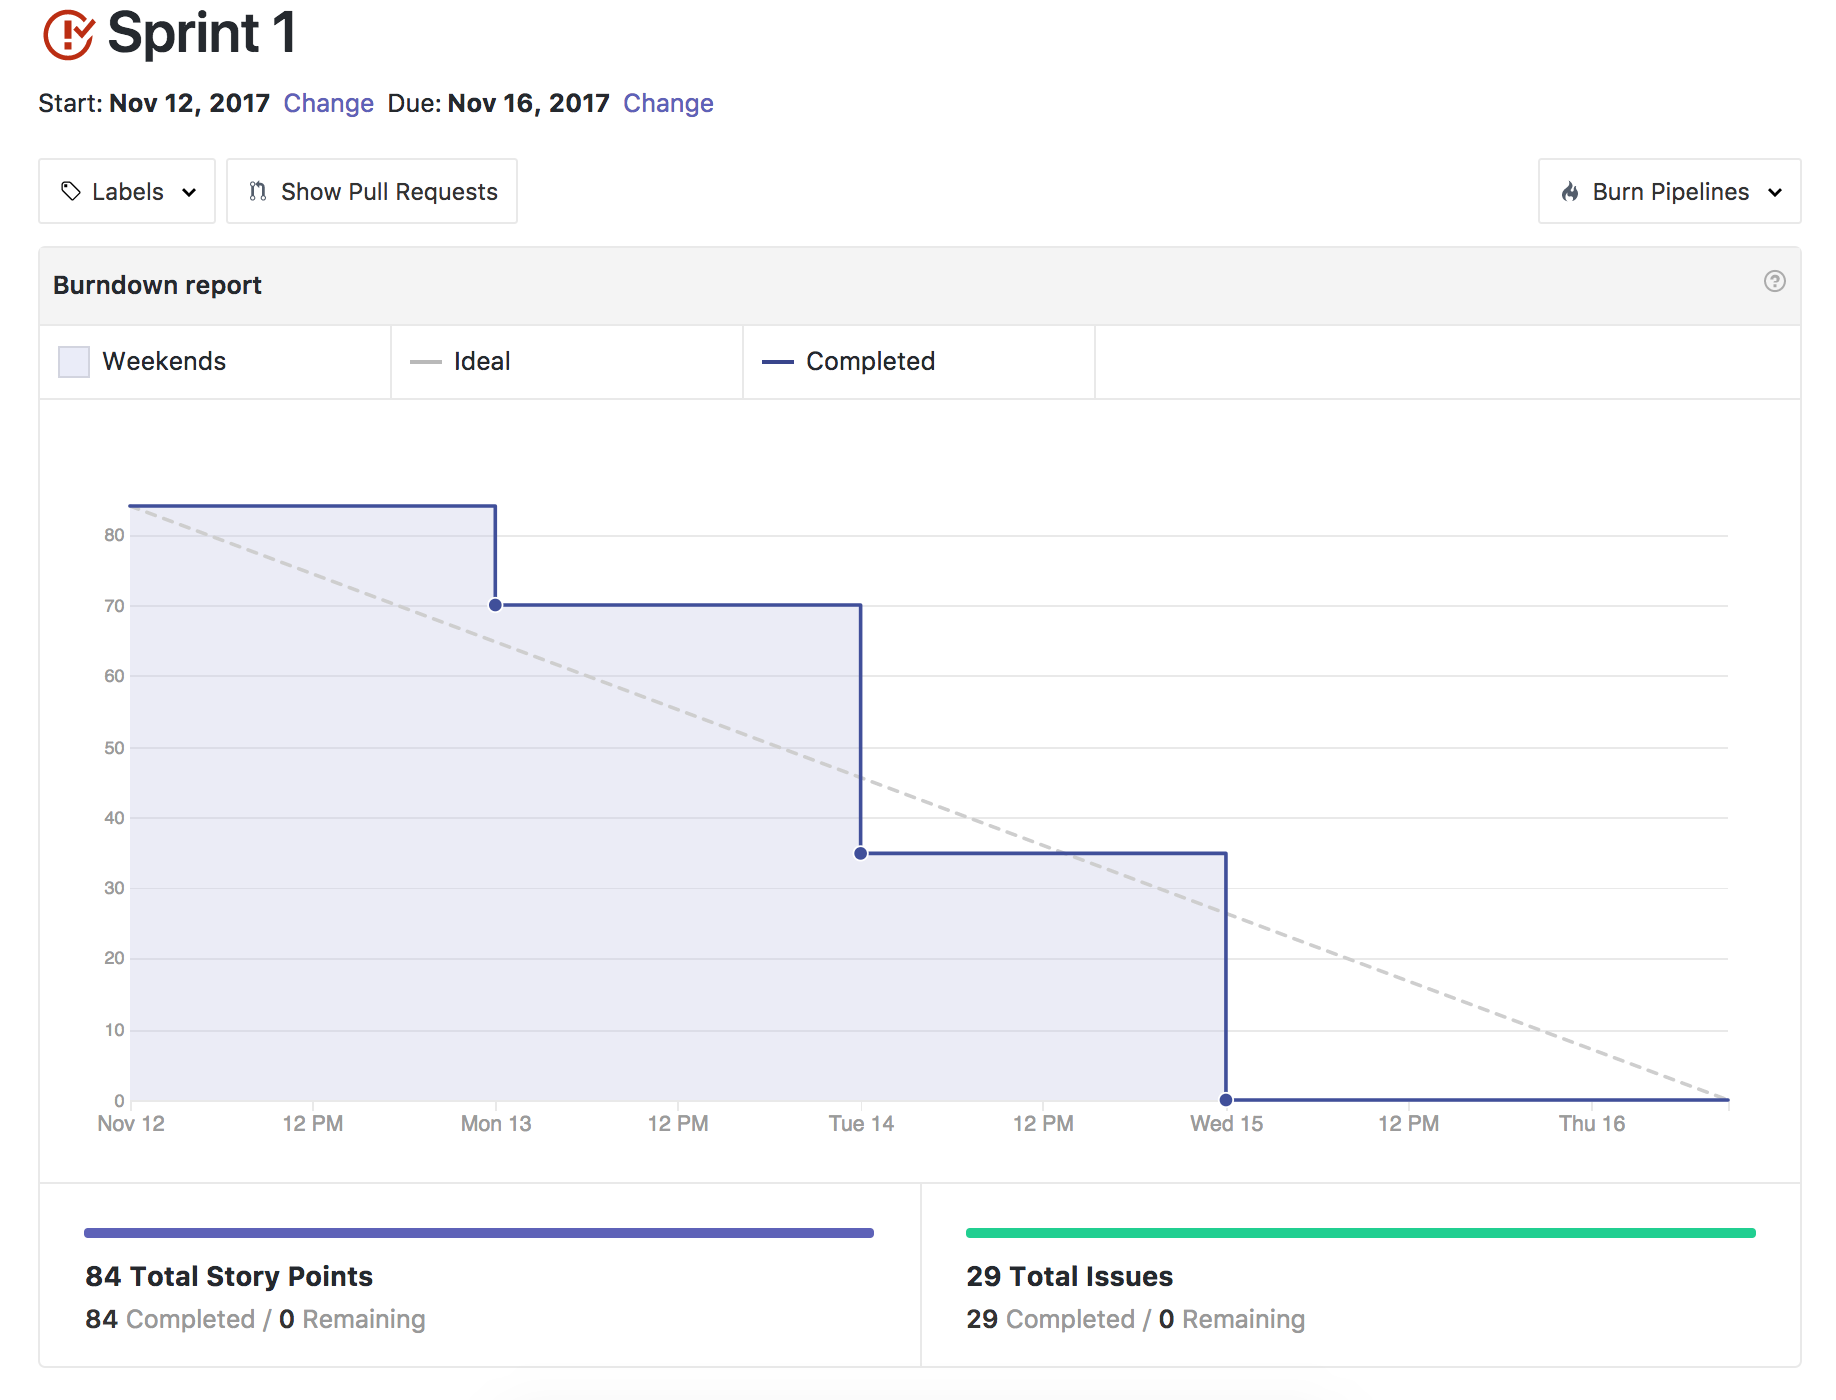 Sprint 1
Start: Nov 12, 2017 Change Due: Nov 16, 2017 Change
Labels Show Pull Requests Burn Pipelines
Burndown report ?
Weekends Ideal Completed
80
70
60
50
40
30
20
10
0
Nov 12 12 PM Mon 13 12 PM Tue 14 12 PM Wed 15 12 PM Thu 16
84 Total Story Points
84 Completed / 0 Remaining
29 Total Issues
29 Completed / 0 Remaining